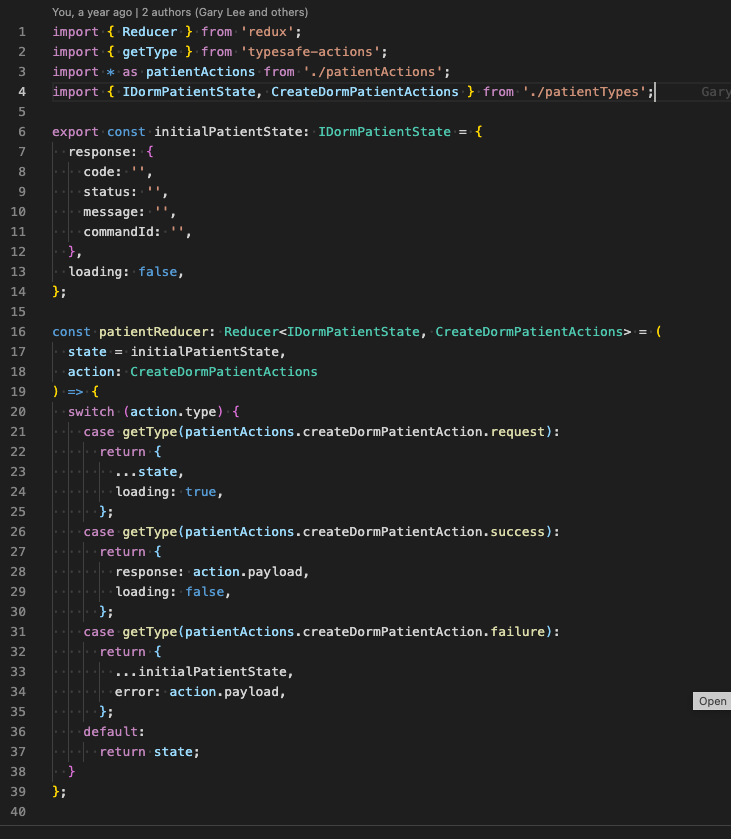 You, a year ago | 2 authors (Gary Lee and others)
1 import { Reducer } from 'redux';
2 import { getType } from 'typesafe-actions';
3 import * as patientActions from './patientActions';
4 import { IDormPatientState, CreateDormPatientActions } from './patientTypes'; Gary
5
6 export const initialPatientState: IDormPatientState = {
7   response: {
8     code: '',
9     status: '',
10     message: '',
11     commandId: '',
12   },
13   loading: false,
14 };
15
16 const patientReducer: Reducer<IDormPatientState, CreateDormPatientActions> = (
17   state = initialPatientState,
18   action: CreateDormPatientActions
19 ) => {
20   switch (action.type) {
21     case getType(patientActions.createDormPatientAction.request):
22       return {
23         ...state,
24         loading: true,
25       };
26     case getType(patientActions.createDormPatientAction.success):
27       return {
28         response: action.payload,
29         loading: false,
30       };
31     case getType(patientActions.createDormPatientAction.failure):
32       return {
33         ...initialPatientState,
34         error: action.payload,
35       };
36     default:
37       return state;
38   }
39 };
40
Open